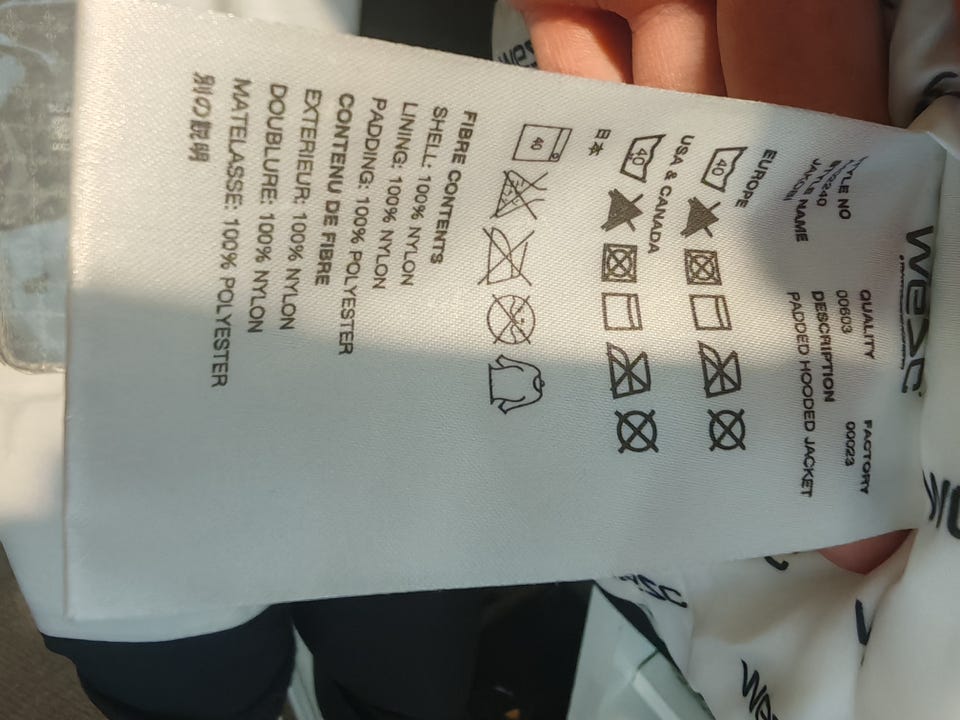 wesc
QUALITY
FACTORY
00603
00023
NAME
DESCRIPTION
PADDED HOODED JACKET
EUROPE
40
USA & CANADA
40
日本
40
FIBRE CONTENTS
SHELL: 100% NYLON
LINING: 100% NYLON
PADDING: 100% POLYESTER
CONTENU DE FIBRE
EXTERIEUR: 100% NYLON
DOUBLURE: 100% NYLON
MATELASSE: 100% POLYESTER
別の説明